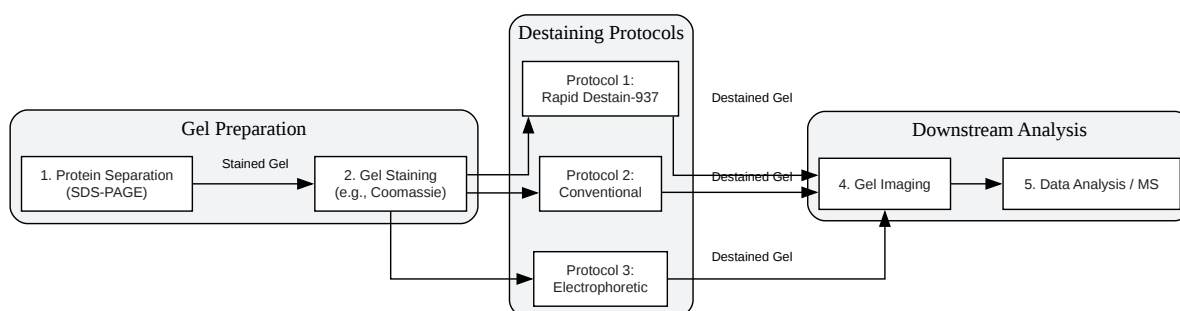 Gel Preparation
1. Protein Separation
(SDS-PAGE)
Stained Gel
2. Gel Staining
(e.g., Coomassie)
Destaining Protocols
Protocol 1:
Rapid Destain-937
Protocol 2:
Conventional
Protocol 3:
Electrophoretic
Destained Gel
Destained Gel
Destained Gel
Downstream Analysis
4. Gel Imaging
5. Data Analysis / MS